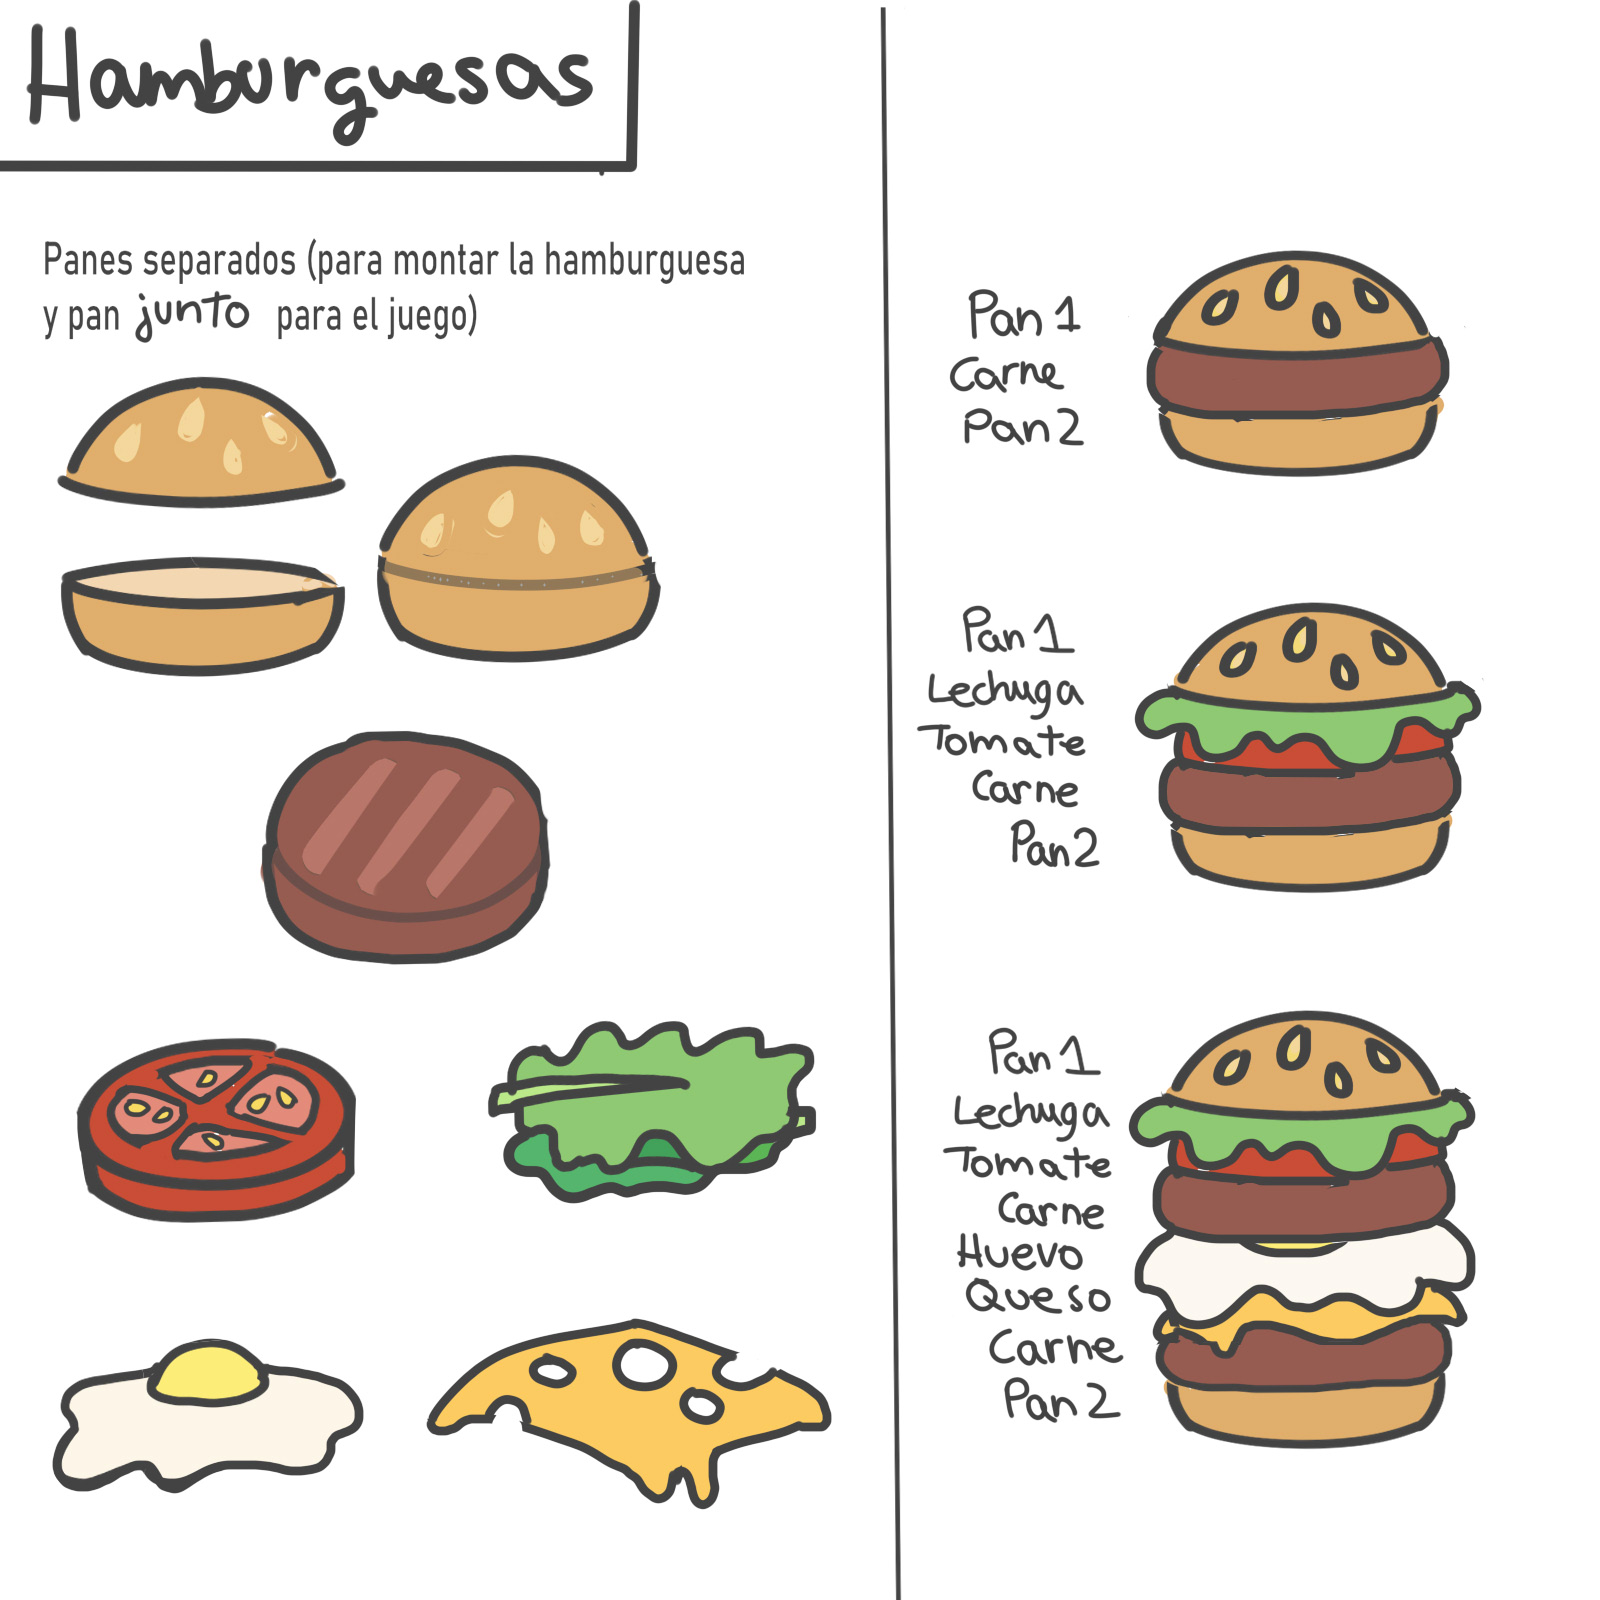 Hamburguesas
Panes separados (para montar la hamburguesa
y pan junto para el juego)
Pan 1
Carne
Pan 2
Pan 1
Lechuga
Tomate
Carne
Pan 2
Pan 1
Lechuga
Tomate
Carne
Huevo
Queso
Carne
Pan 2